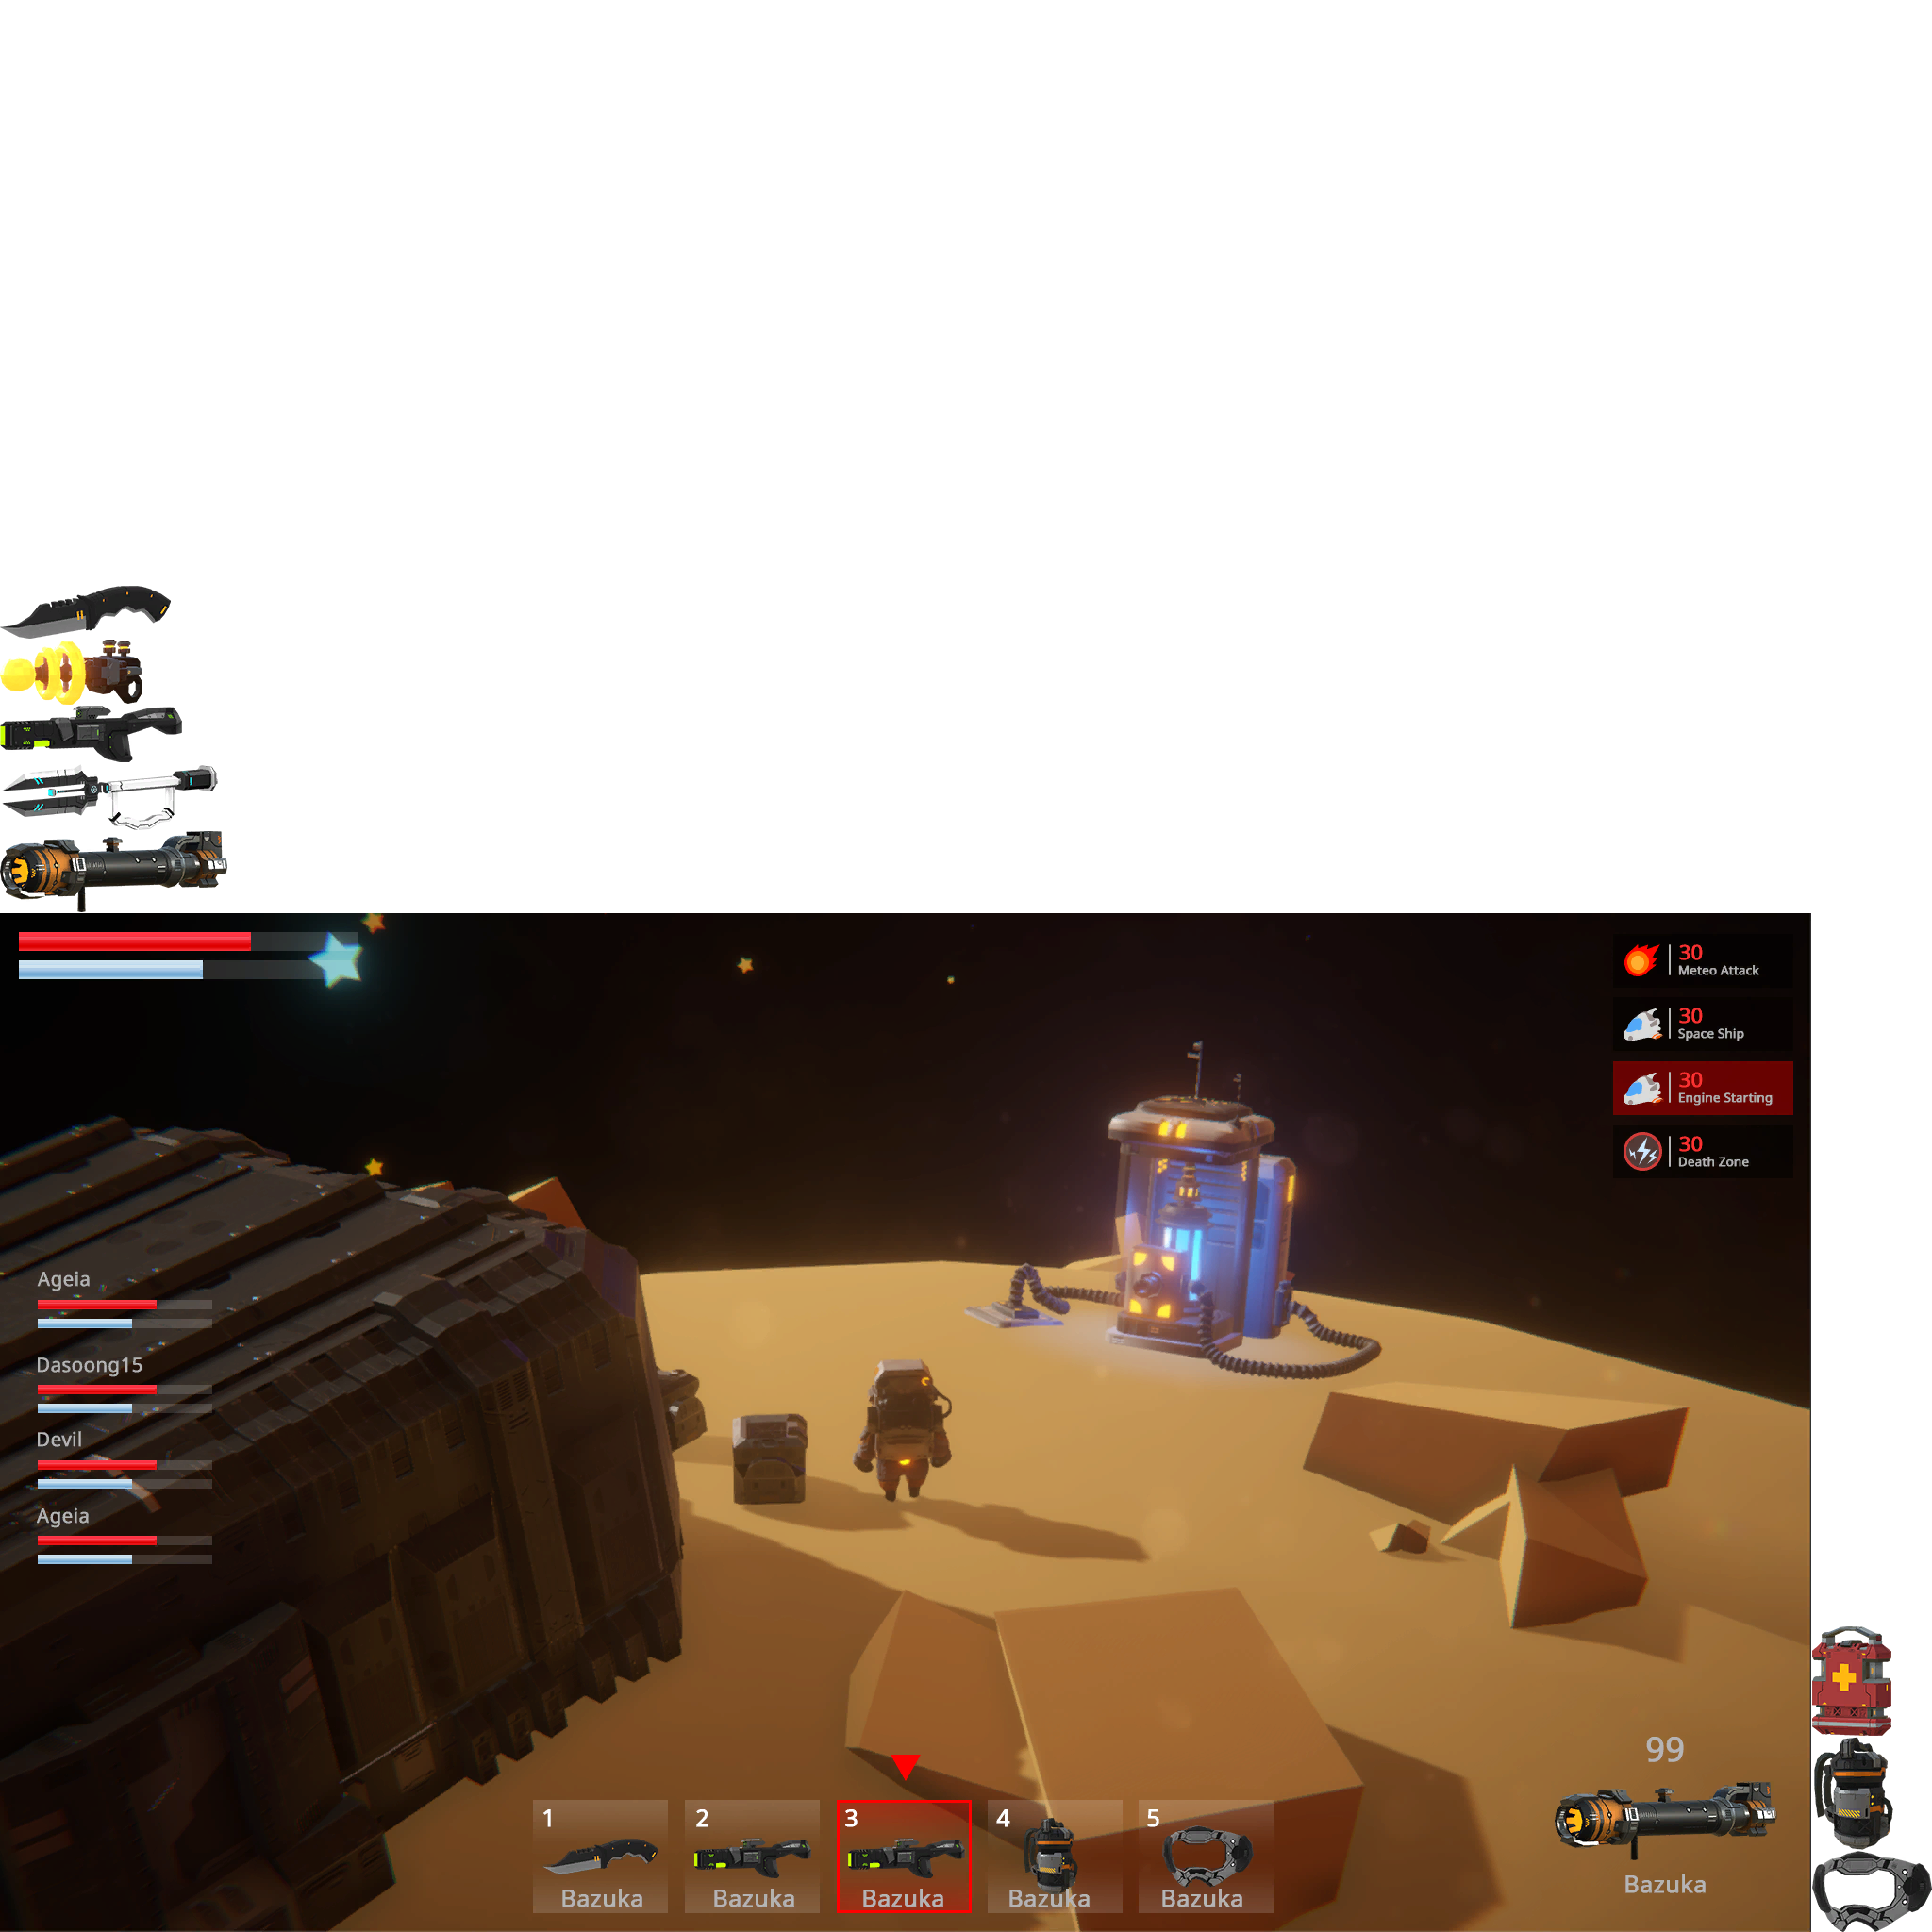 30
Meteo Attack
30
Space Ship
30
Engine Starting
30
Death Zone
Ageia
Dasoong15
Devil
Ageia
99
Bazuka
1
Bazuka
2
Bazuka
3
Bazuka
4
Bazuka
5
Bazuka